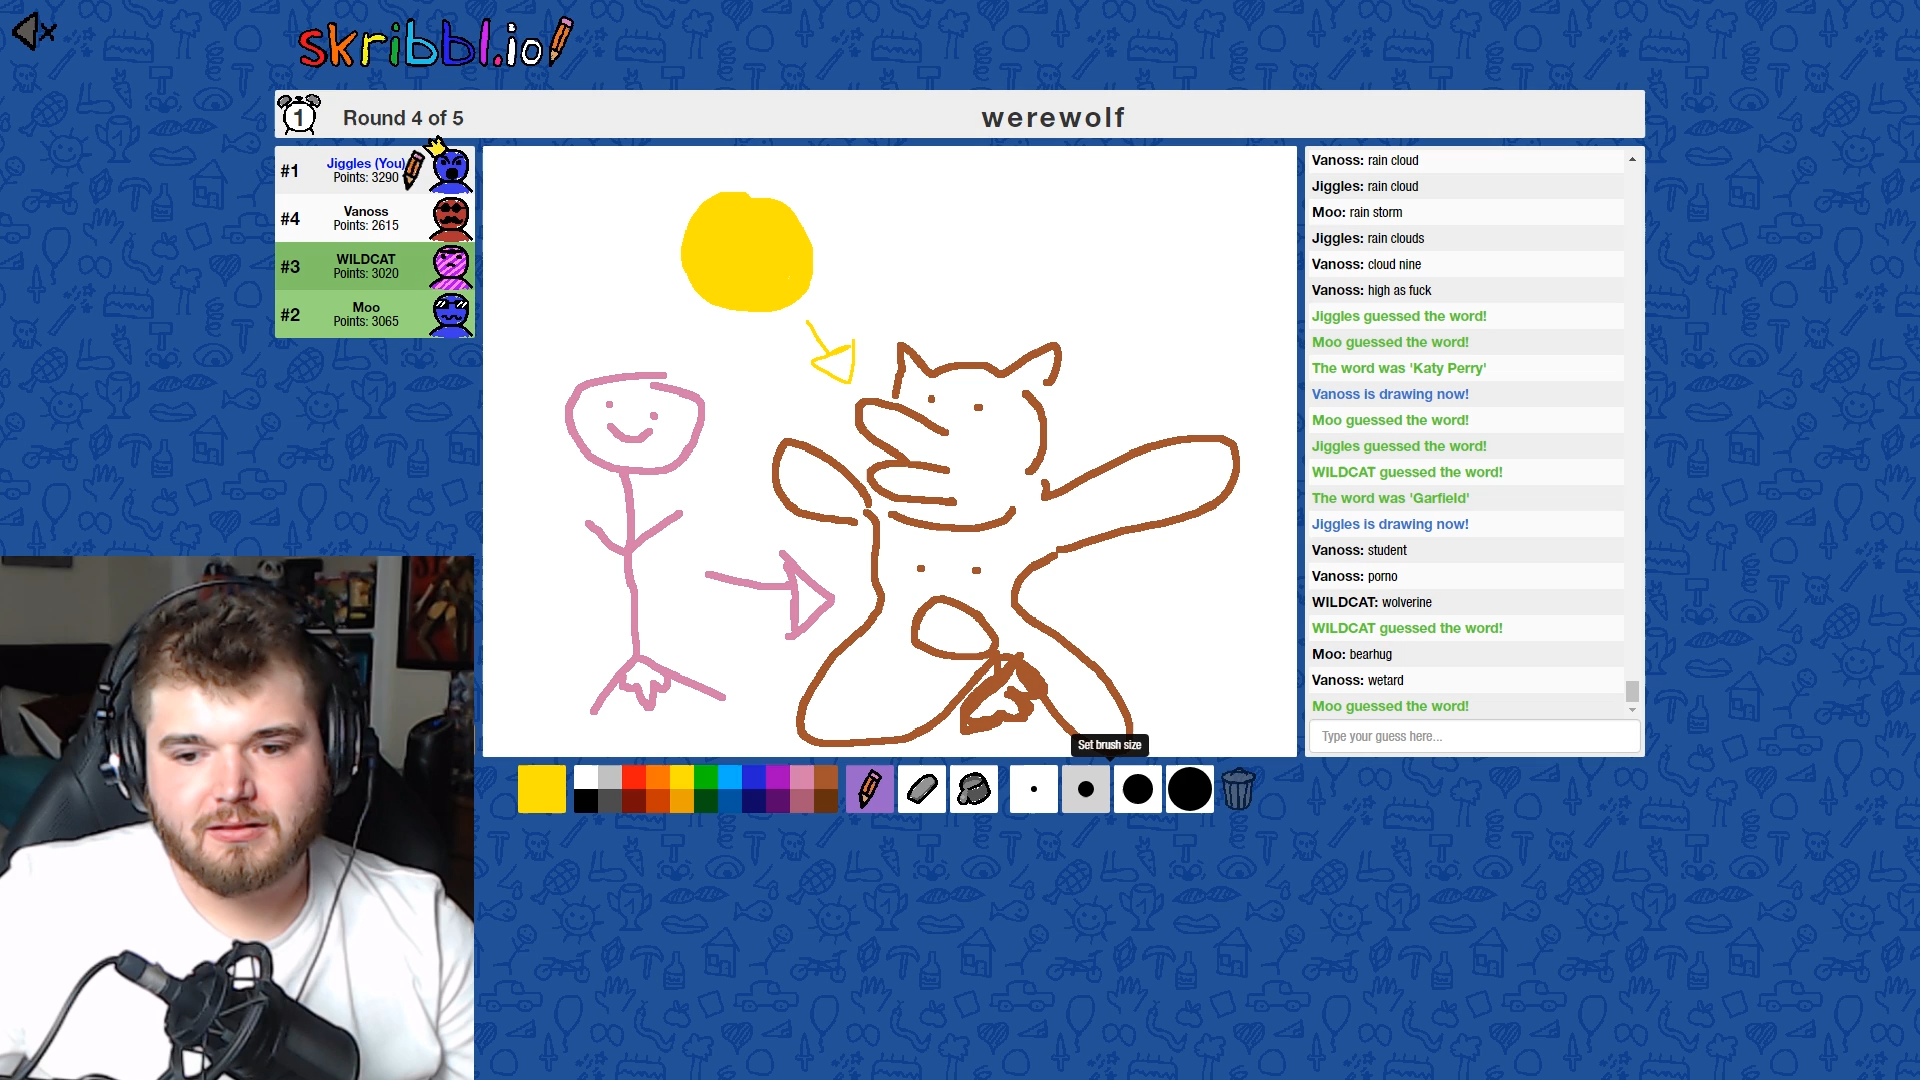 skribbl.io
1
Round 4 of 5
werewolf
#1
Jiggles (You)
Points: 3290
#4
Vanoss
Points: 2615
#3
WILDCAT
Points: 3020
#2
Moo
Points: 3065
Vanoss: rain cloud
Jiggles: rain cloud
Moo: rain storm
Jiggles: rain clouds
Vanoss: cloud nine
Vanoss: high as fuck
Jiggles guessed the word!
Moo guessed the word!
The word was 'Katy Perry'
Vanoss is drawing now!
Moo guessed the word!
Jiggles guessed the word!
WILDCAT guessed the word!
The word was 'Garfield'
Jiggles is drawing now!
Vanoss: student
Vanoss: porno
WILDCAT: wolverine
WILDCAT guessed the word!
Moo: bearhug
Vanoss: wetard
Moo guessed the word!
Type your guess here...
Set brush size